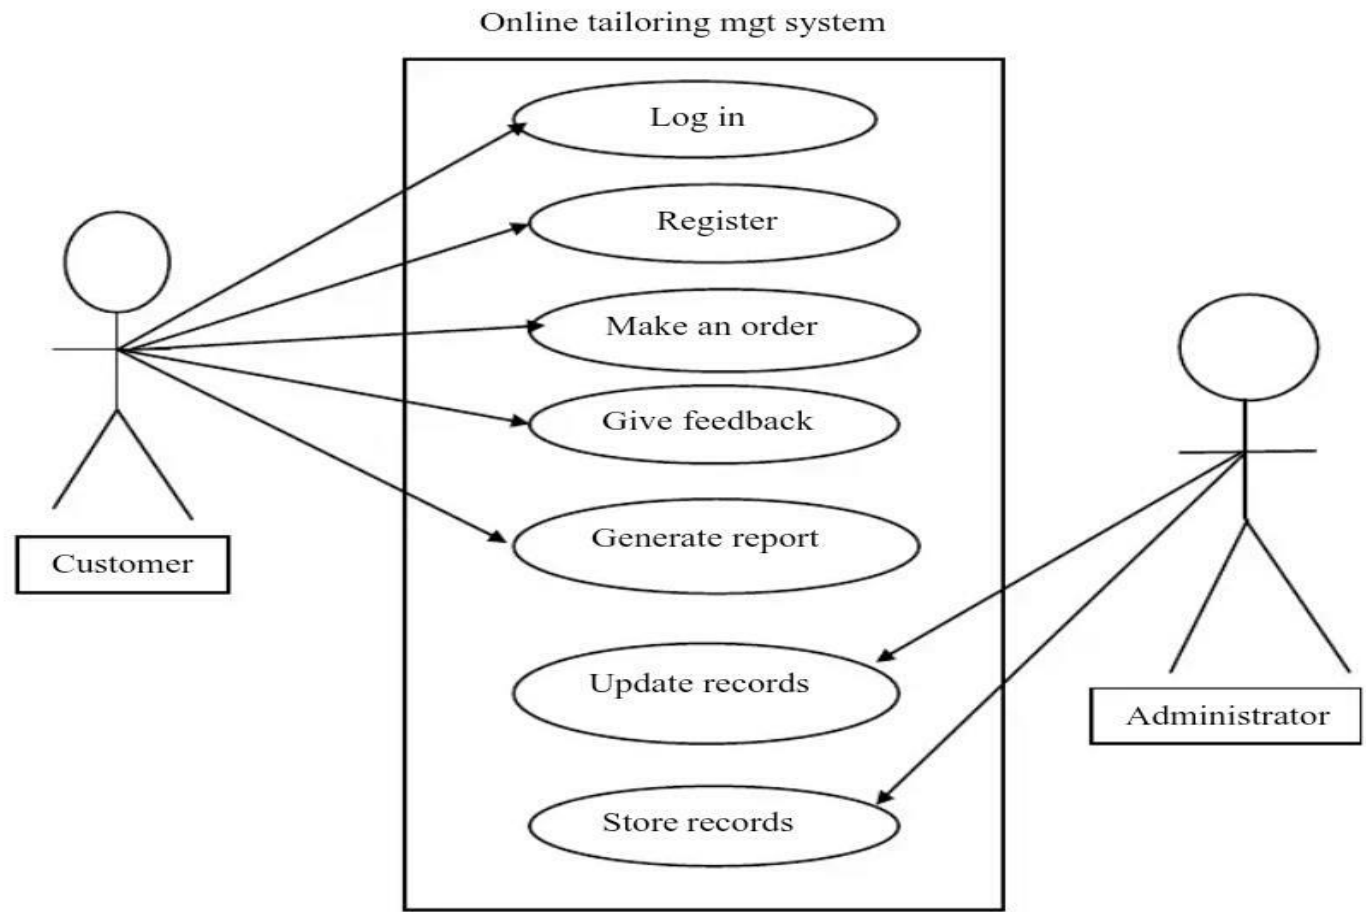 Online tailoring mgt system
Log in
Register
Make an order
Give feedback
Generate report
Customer
Update records
Administrator
Store records